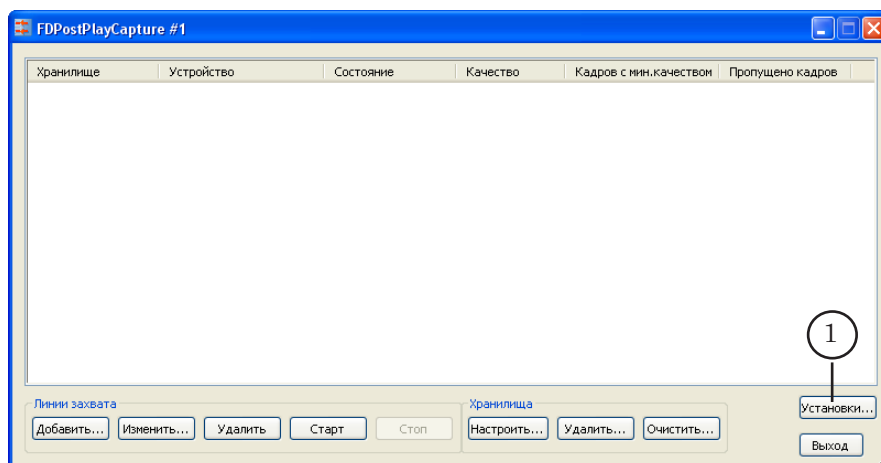 FDPostPlayCapture #1
Хранилище Устройство Состояние Качество Кадров с мин.качеством Пропущено кадров
1
Линии захвата Хранилища Установки...
Добавить... Изменить... Удалить Старт Стоп Настроить... Удалить... Очистить...
Выход